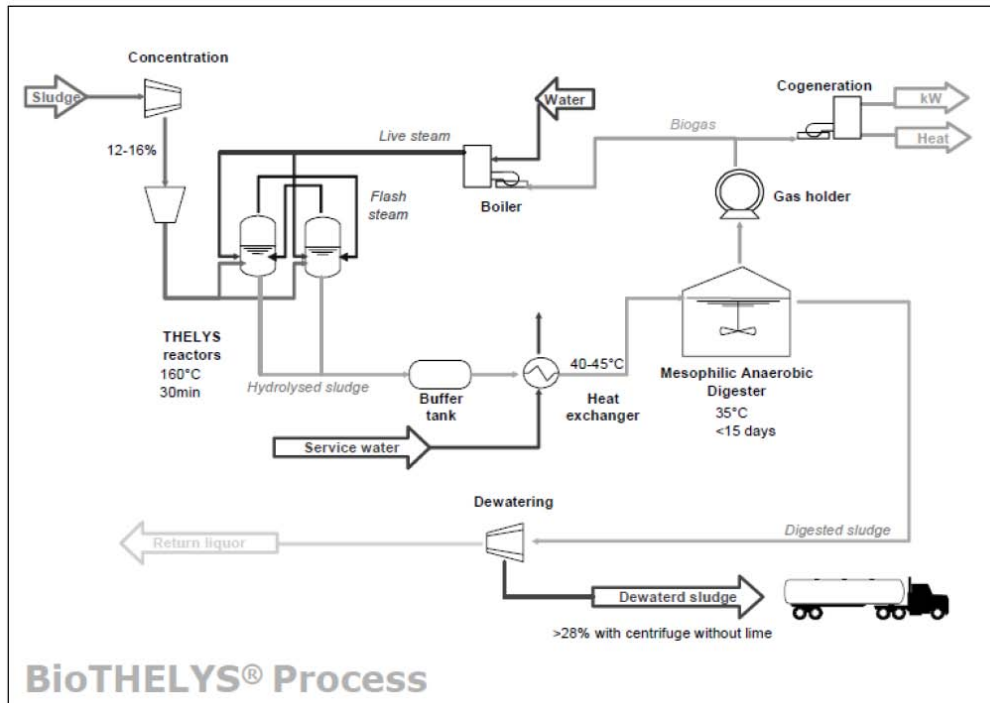 Concentration
Sludge
12-16%
Water
Live steam
Flash
steam
Boiler
Biogas
Cogeneration
kW
Heat
Gas holder
THELYS
reactors
160°C
30min
Hydrolysed sludge
Buffer
tank
40-45°C
Heat
exchanger
Mesophilic Anaerobic
Digester
35°C
<15 days
Service water
Dewatering
Return liquor
Digested sludge
Dewaterd sludge
>28% with centrifuge without lime
BioTHELYS® Process